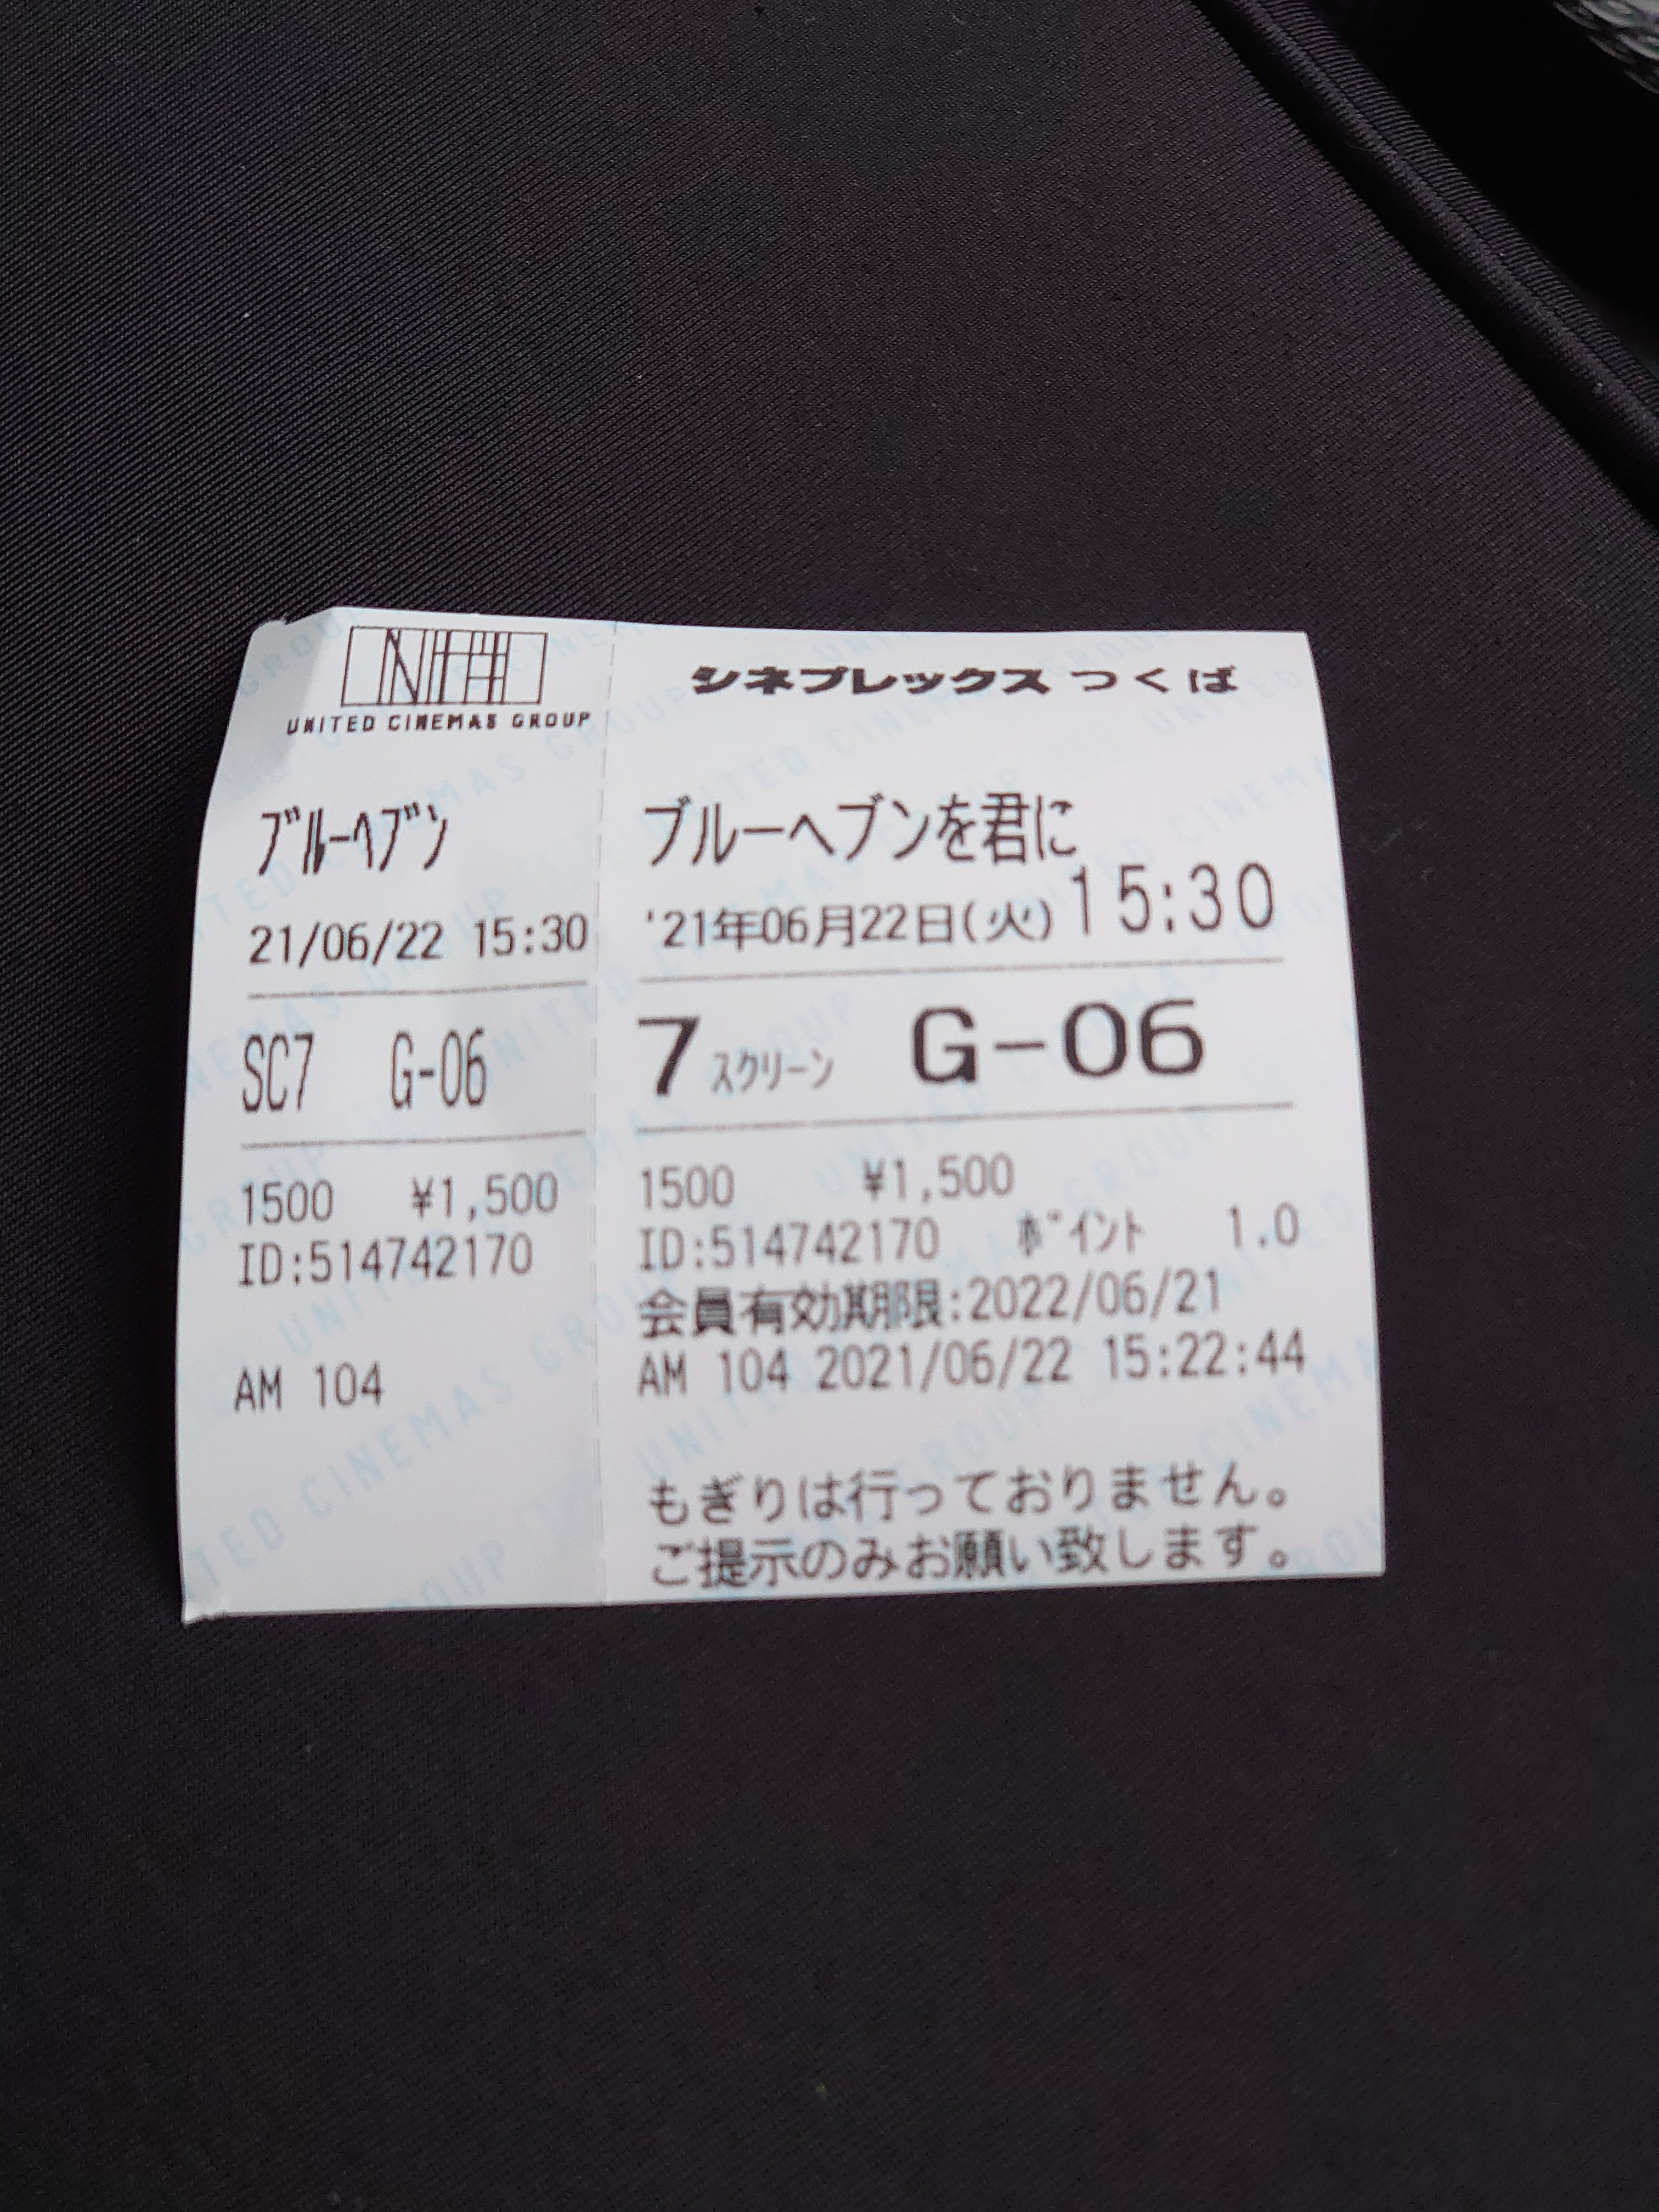 UNITED CINEMAS GROUP
ブルーヘブン
21/06/22 15:30
SC7 G-06
1500 ¥1,500
ID:514742170
AM 104
シネプレックス つくば
ブルーヘブンを君に
'21年06月22日(火) 15:30
7 スクリーン G-06
1500 ¥1,500
ID:514742170 ポイント 1.0
会員有効期限:2022/06/21
AM 104 2021/06/22 15:22:44
もぎりは行っておりません。
ご提示のみお願い致します。